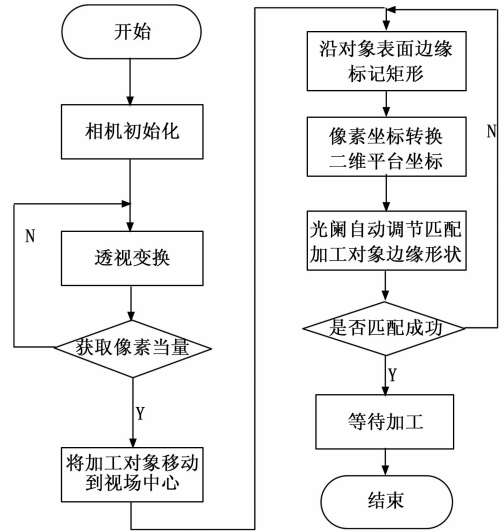 开始
相机初始化
N
透视变换
获取像素当量
Y
将加工对象移动
到视场中心
沿对象表面边缘
标记矩形
N
像素坐标转换
二维平台坐标
光阑自动调节匹配
加工对象边缘形状
是否匹配成功
Y
等待加工
结束